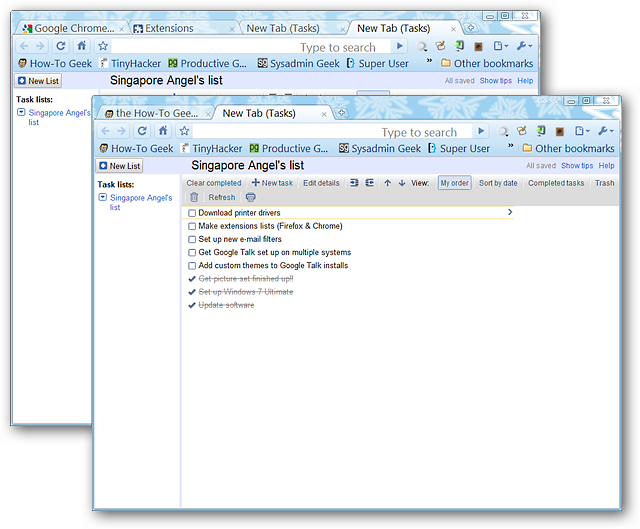 Google Chrome... Extensions New Tab (Tasks) New Tab (Tasks)
Type to search
How-To Geek TinyHacker Productive G... Sysadmin Geek Super User » Other bookmarks
New List Singapore Angel's list All saved Show tips Help
Task lists:
Singapore Angel's
list
the How-To Gee... New Tab (Tasks)
Type to search
How-To Geek TinyHacker Productive G... Sysadmin Geek Super User » Other bookmarks
New List Singapore Angel's list All saved Show tips Help
Task lists:
Singapore Angel's
list
Clear completed New task Edit details View: My order Sort by date Completed tasks Trash
Refresh
Download printer drivers
Make extensions lists (Firefox & Chrome)
Set up new e-mail filters
Get Google Talk set up on multiple systems
Add custom themes to Google Talk installs
Get picture set finished up!!
Set up Windows 7 Ultimate
Update software